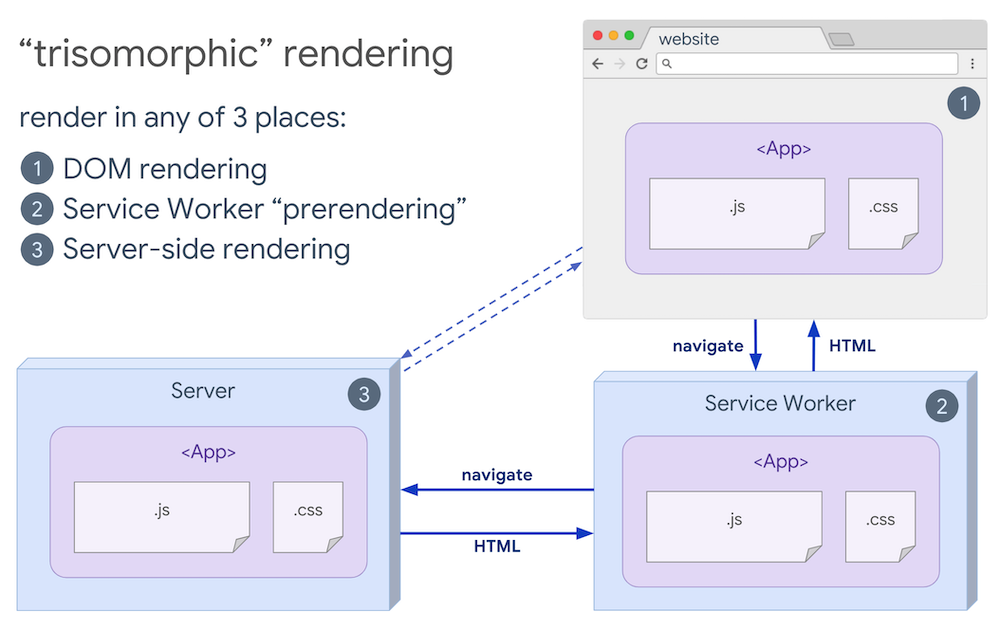 “trisomorphic” rendering
render in any of 3 places:
1 DOM rendering
2 Service Worker “prerendering”
3 Server-side rendering
website
1
<App>
.js
.css
navigate
HTML
Server
3
<App>
.js
.css
navigate
HTML
Service Worker
2
<App>
.js
.css